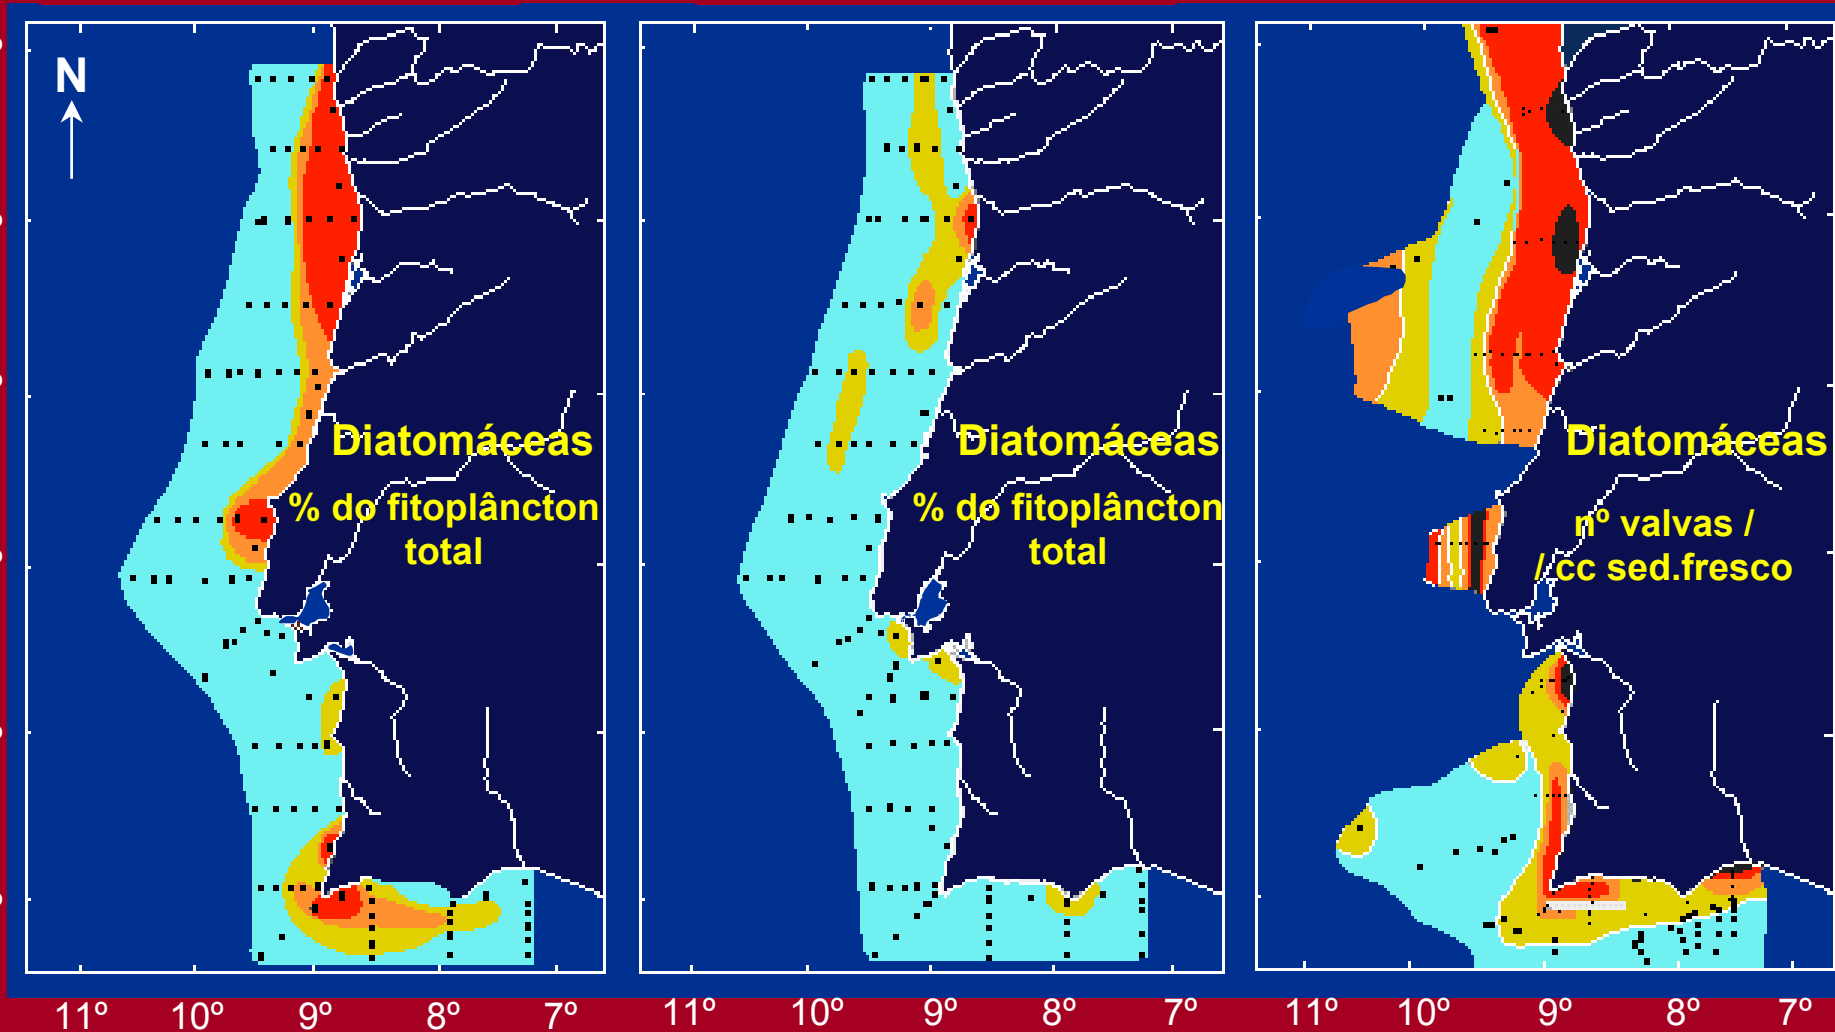 N
Diatomáceas
% do fitoplâncton
total
11º 10º 9º 8º 7º
Diatomáceas
% do fitoplâncton
total
11º 10º 9º 8º 7º
Diatomáceas
nº valvas /
/ cc sed.fresco
11º 10º 9º 8º 7º